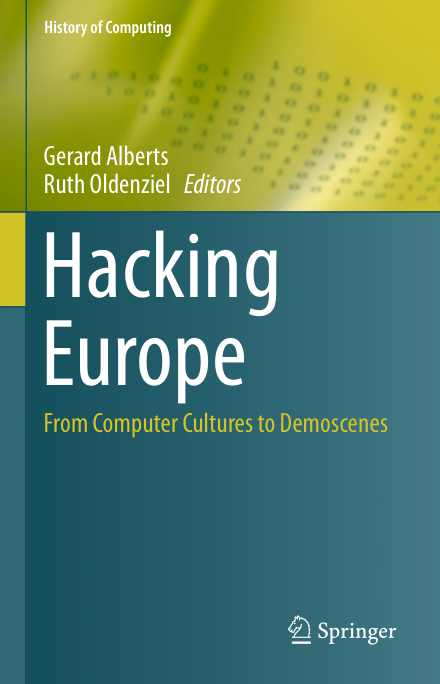 History of Computing
Gerard Alberts
Ruth Oldenziel Editors
Hacking
Europe
From Computer Cultures to Demoscenes
Springer